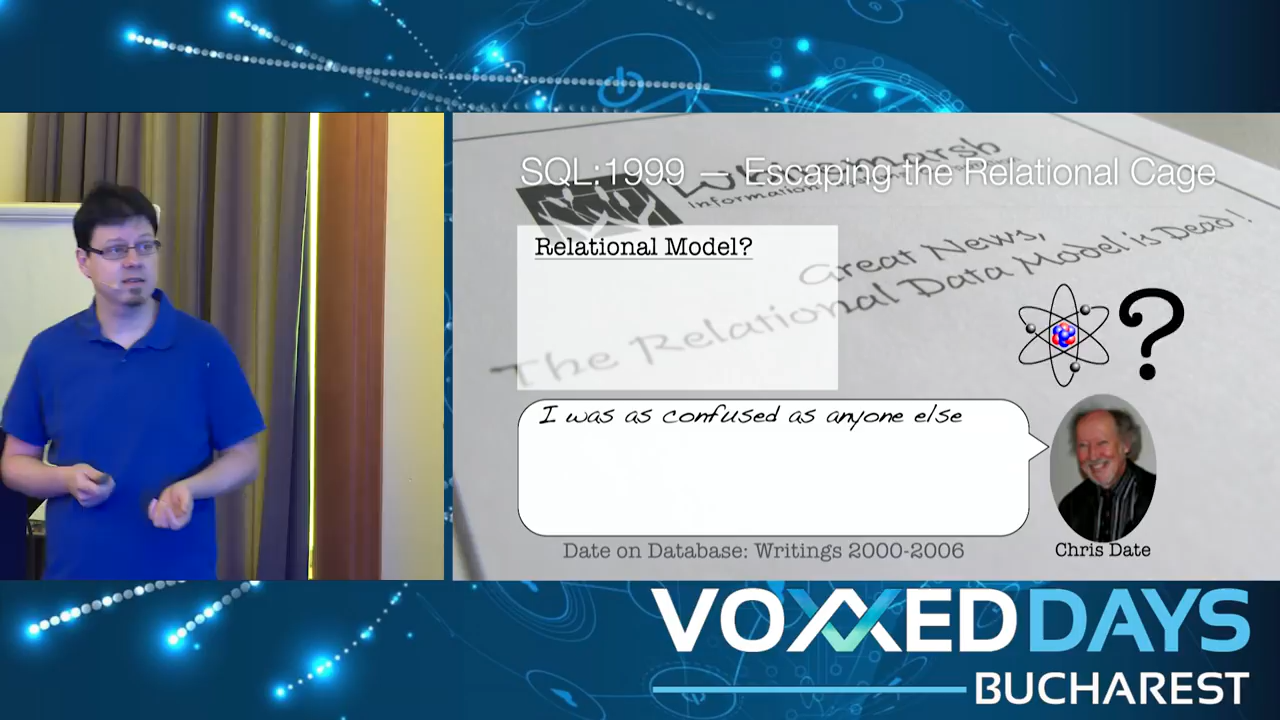 SQL:1999 — Escaping the Relational Cage
Great News,
The Relational Data Model is Dead!
Relational Model?
I was as confused as anyone else
Date on Database: Writings 2000-2006
Chris Date
VOXXED DAYS
BUCHAREST